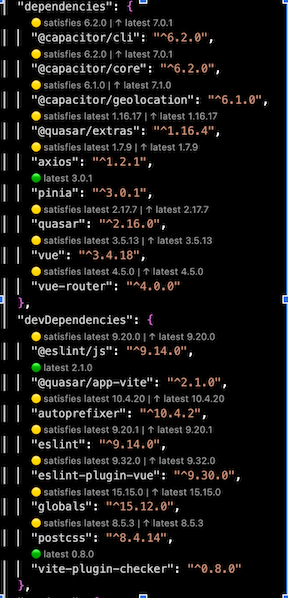 "dependencies": {
satisfies 6.2.0 | ↑ latest 7.0.1
"@capacitor/cli": "^6.2.0",
satisfies 6.2.0 | ↑ latest 7.0.1
"@capacitor/core": "^6.2.0",
satisfies 6.1.0 | ↑ latest 7.1.0
"@capacitor/geolocation": "^6.1.0",
satisfies latest 1.16.17 | ↑ latest 1.16.17
"@quasar/extras": "^1.16.4",
satisfies latest 1.7.9 | ↑ latest 1.7.9
"axios": "^1.2.1",
latest 3.0.1
"pinia": "^3.0.1",
satisfies latest 2.17.7 | ↑ latest 2.17.7
"quasar": "^2.16.0",
satisfies latest 3.5.13 | ↑ latest 3.5.13
"vue": "^3.4.18",
satisfies latest 4.5.0 | ↑ latest 4.5.0
"vue-router": "^4.0.0"
},
"devDependencies": {
satisfies latest 9.20.0 | ↑ latest 9.20.0
"@eslint/js": "^9.14.0",
latest 2.1.0
"@quasar/app-vite": "^2.1.0",
satisfies latest 10.4.20 | ↑ latest 10.4.20
"autoprefixer": "^10.4.2",
satisfies latest 9.20.1 | ↑ latest 9.20.1
"eslint": "^9.14.0",
satisfies latest 9.32.0 | ↑ latest 9.32.0
"eslint-plugin-vue": "^9.30.0",
satisfies latest 15.15.0 | ↑ latest 15.15.0
"globals": "^15.12.0",
satisfies latest 8.5.3 | ↑ latest 8.5.3
"postcss": "^8.4.14",
latest 0.8.0
"vite-plugin-checker": "^0.8.0"
},